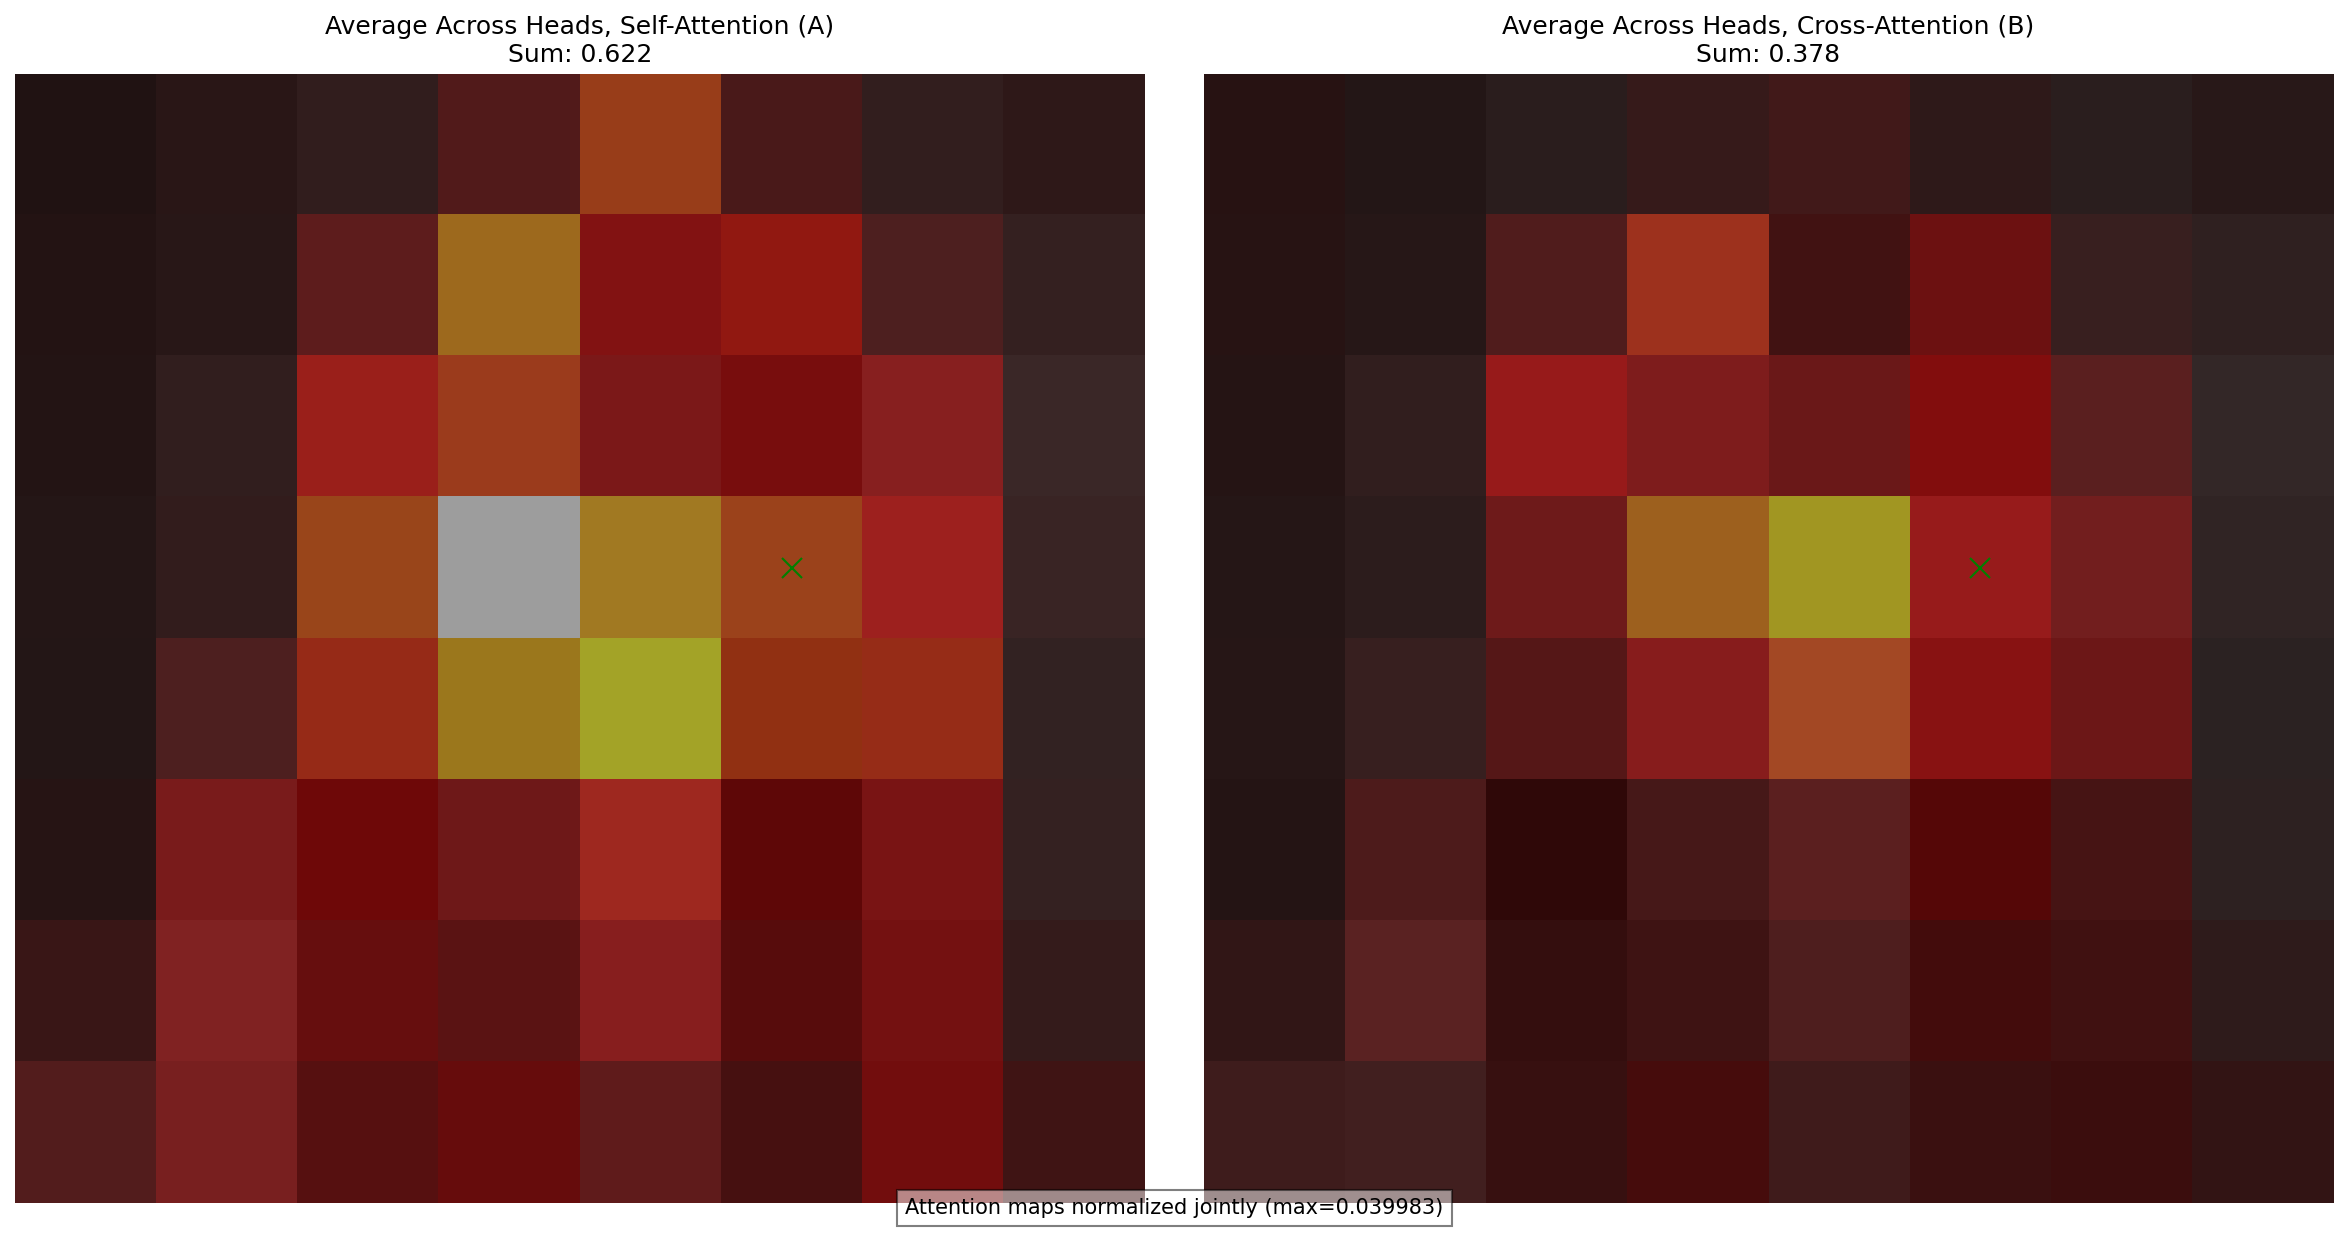 Average Across Heads, Self-Attention (A)
Sum: 0.622
Average Across Heads, Cross-Attention (B)
Sum: 0.378
Attention maps normalized jointly (max=0.039983)